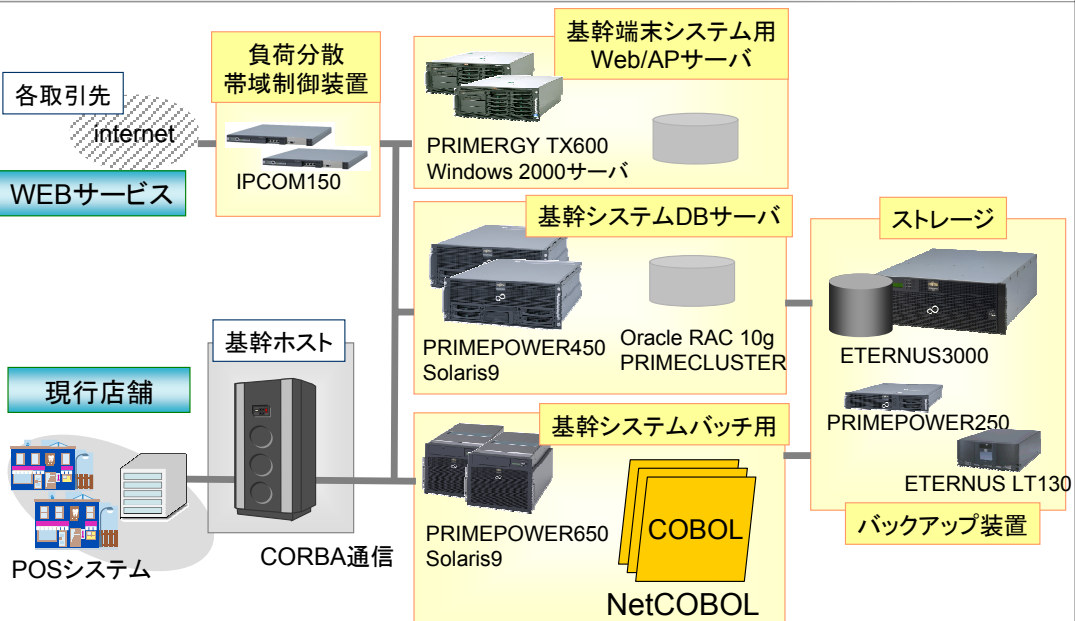 各取引先
internet
WEBサービス
負荷分散
帯域制御装置
IPCOM150
基幹端末システム用
Web/APサーバ
PRIMERGY TX600
Windows 2000サーバ
基幹システムDBサーバ
PRIMEPOWER450
Solaris9
Oracle RAC 10g
PRIMECLUSTER
ストレージ
ETERNUS3000
PRIMEPOWER250
ETERNUS LT130
バックアップ装置
現行店舗
POSシステム
基幹ホスト
CORBA通信
基幹システムバッチ用
PRIMEPOWER650
Solaris9
COBOL
NetCOBOL